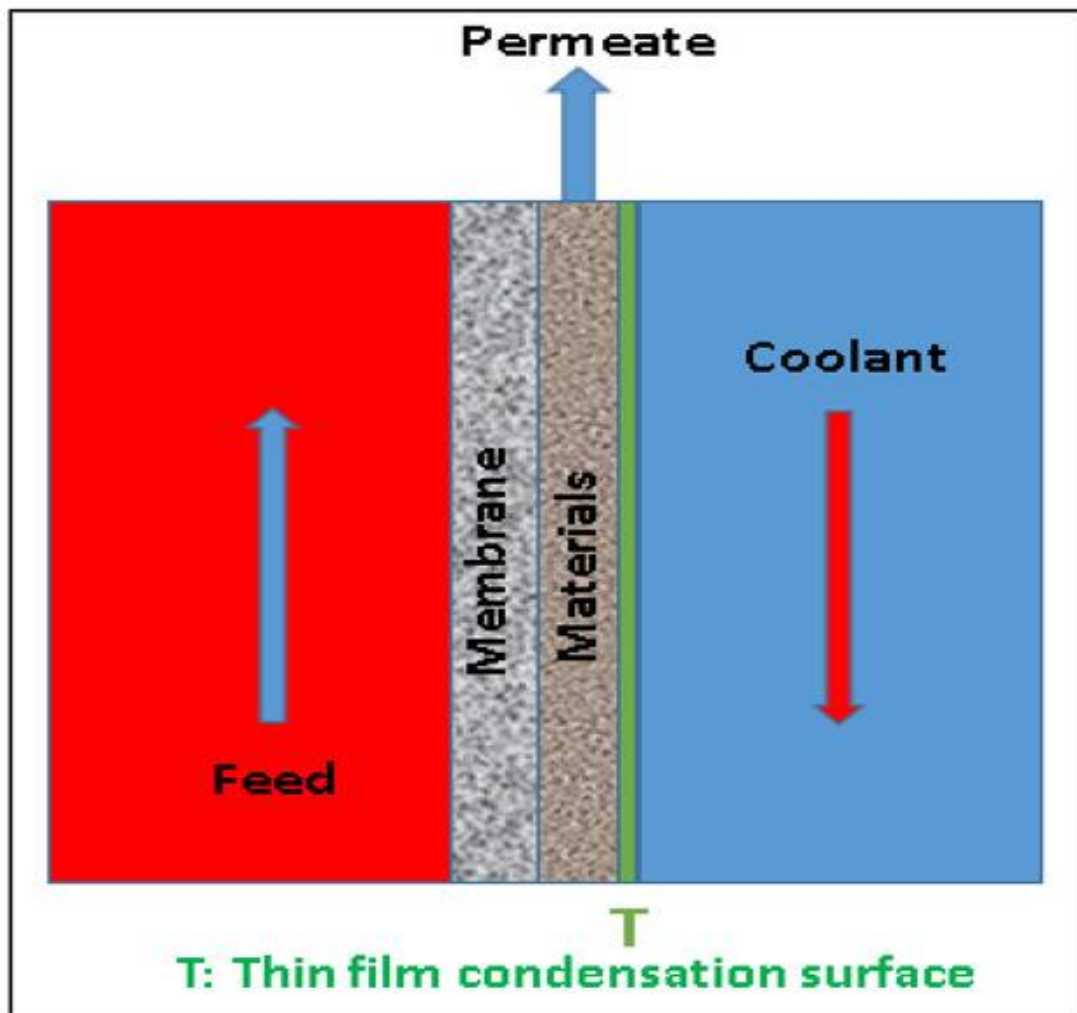 Permeate
Coolant
Membrane
Materials
Feed
T
T: Thin film condensation surface